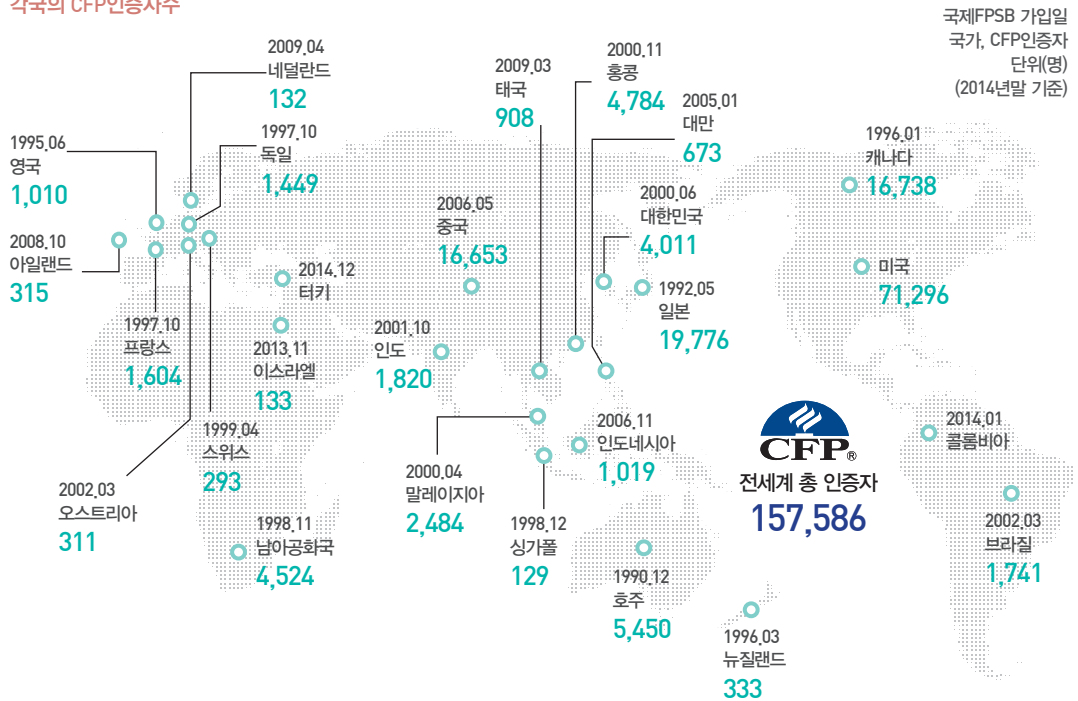 각국의 CFP인증자수
국제FPSB 가입일
국가, CFP인증자
단위(명)
(2014년말 기준)
2009.04
네덜란드
132
1997.10
독일
1,449
1995.06
영국
1,010
2008.10
아일랜드
315
1997.10
프랑스
1,604
2014.12
터키
2013.11
이스라엘
133
1999.04
스위스
293
2002.03
오스트리아
311
1998.11
남아공화국
4,524
2009.03
태국
908
2000.11
홍콩
4,784
2005.01
대만
673
2006.05
중국
16,653
2000.06
대한민국
4,011
1992.05
일본
19,776
2001.10
인도
1,820
2000.04
말레이지아
2,484
1998.12
싱가폴
129
2006.11
인도네시아
1,019
1990.12
호주
5,450
1996.03
뉴질랜드
333
1996.01
캐나다
16,738
미국
71,296
2014.01
콜롬비아
2002.03
브라질
1,741
CFP®
전세계 총 인증자
157,586